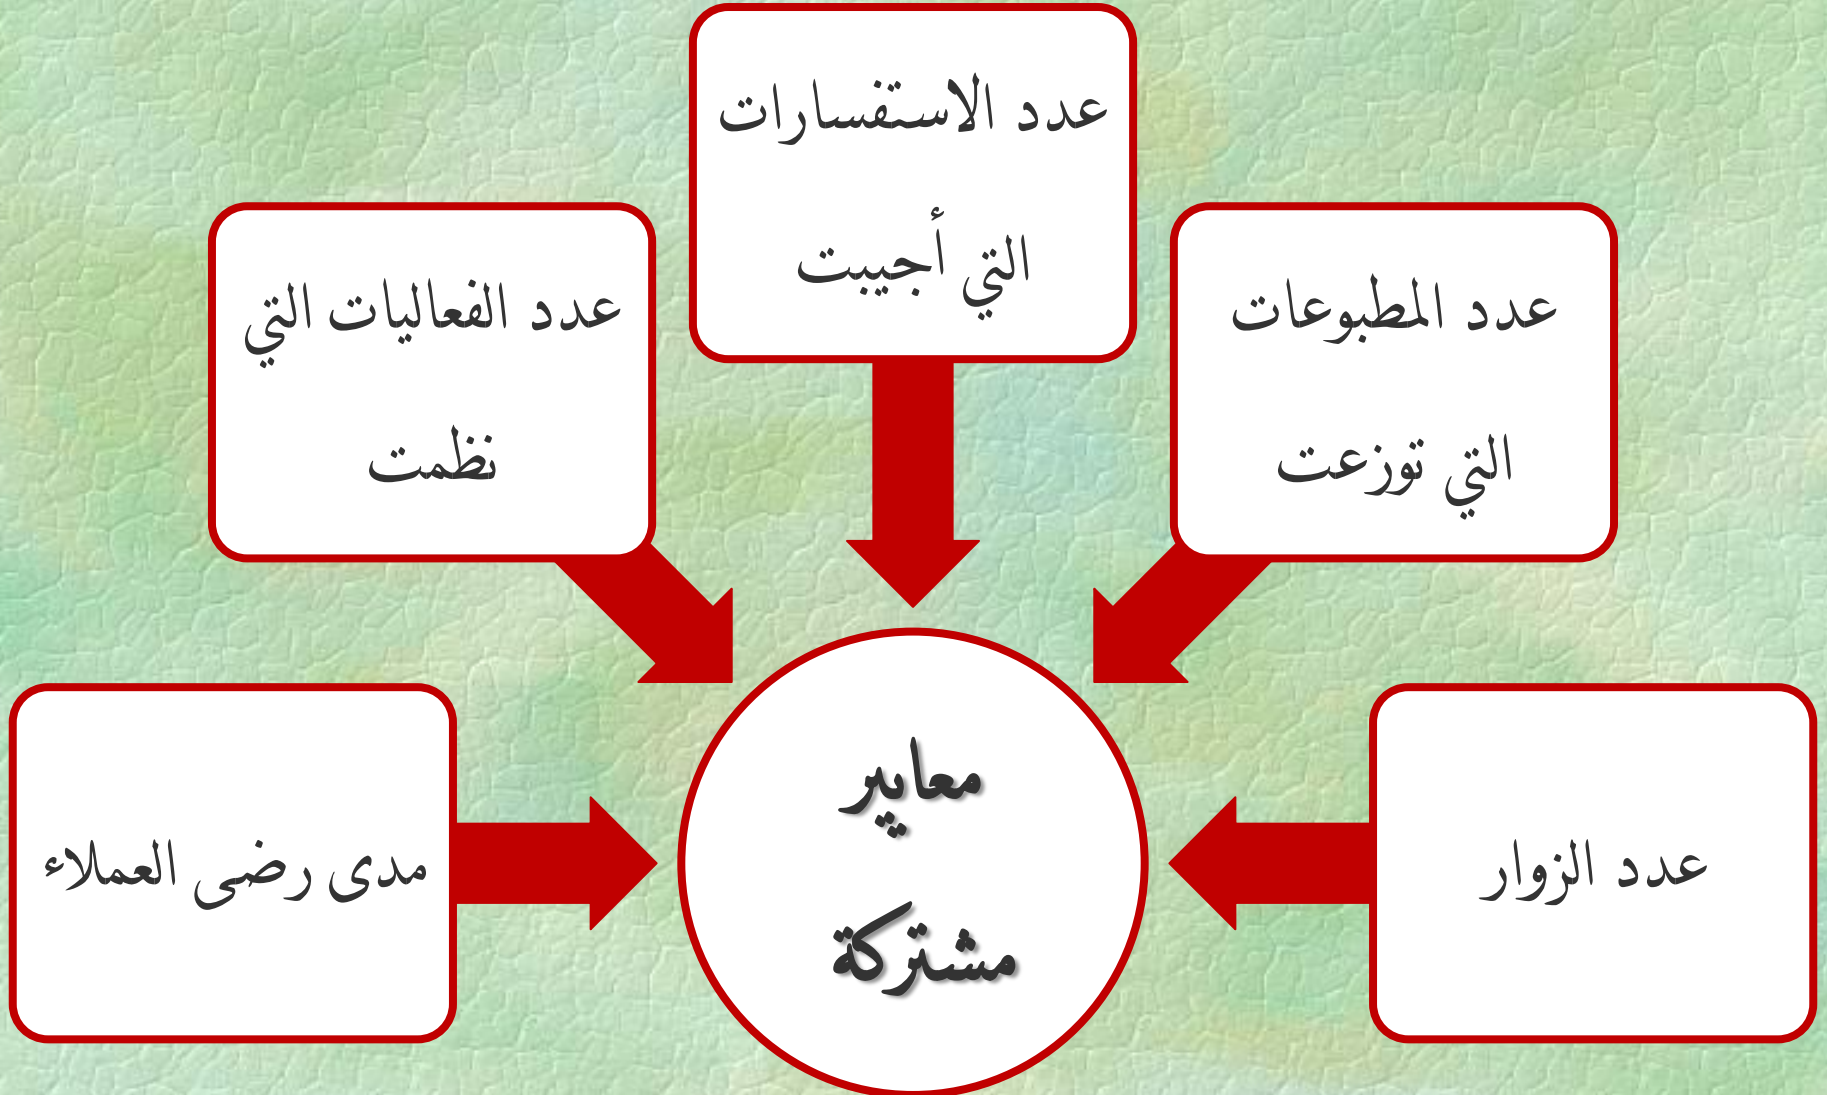 عدد الاستفسارات
التي أجيبت
عدد المطبوعات
التي توزعت
عدد الفعاليات التي
نظمت
عدد الزوار
معايير
مشتركة
مدى رضى العملاء